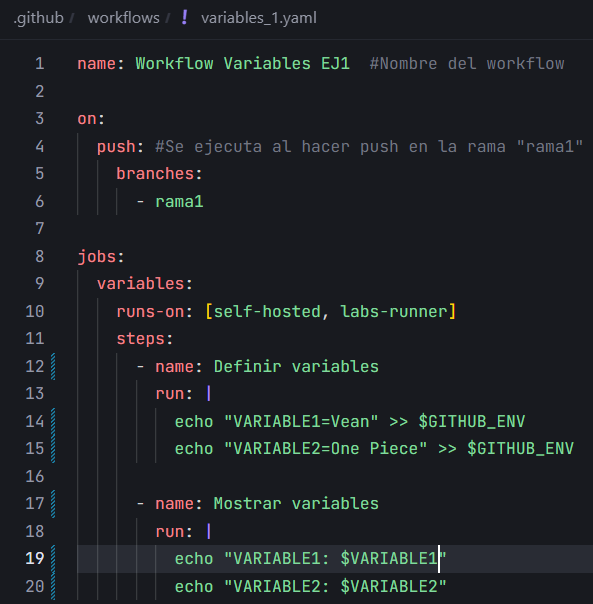 .github / workflows / ! variables_1.yaml
1 name: Workflow Variables EJ1  #Nombre del workflow
2
3 on:
4   push: #Se ejecuta al hacer push en la rama "rama1"
5     branches:
6       - rama1
7
8 jobs:
9   variables:
10     runs-on: [self-hosted, labs-runner]
11     steps:
12       - name: Definir variables
13         run: |
14           echo "VARIABLE1=Vean" >> $GITHUB_ENV
15           echo "VARIABLE2=One Piece" >> $GITHUB_ENV
16
17       - name: Mostrar variables
18         run: |
19           echo "VARIABLE1: $VARIABLE1"
20           echo "VARIABLE2: $VARIABLE2"